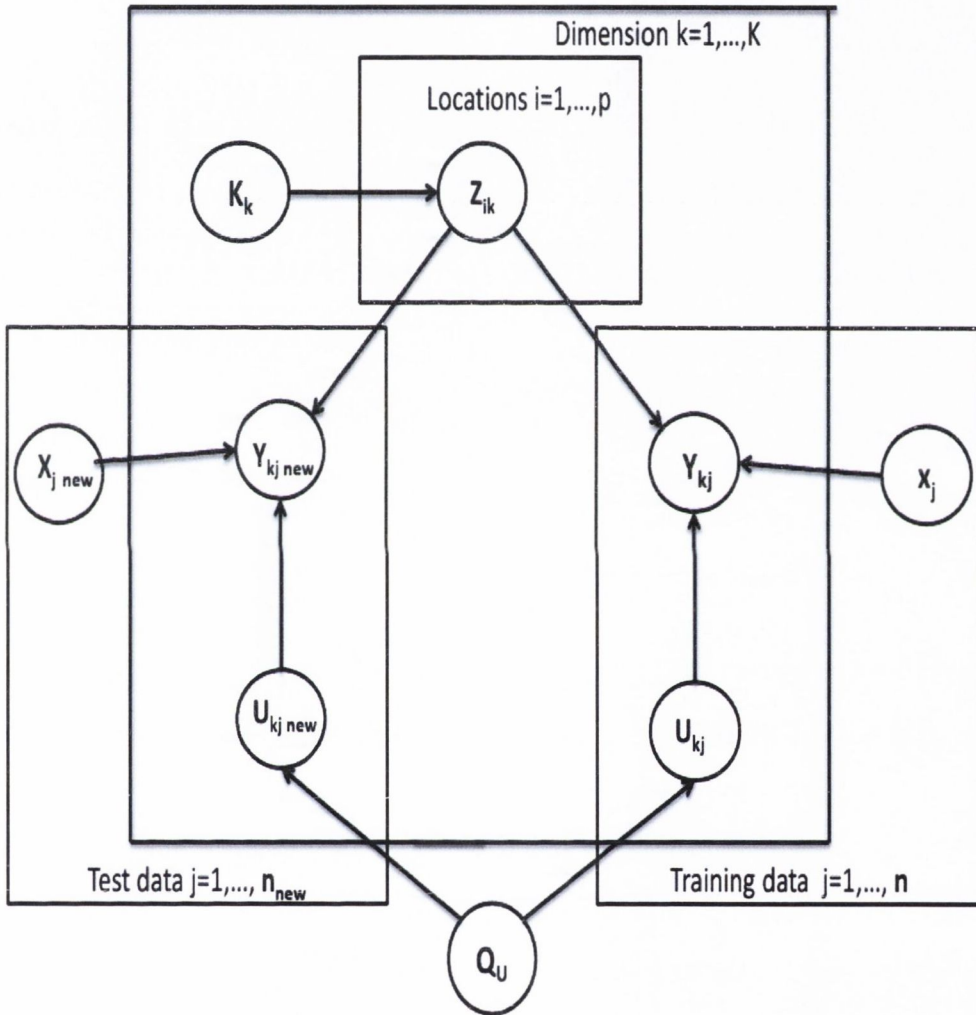 Dimension k=1,...,K
Locations i=1,...,p
K_k
Z_ik
X_j new
Y_kj new
Y_kj
x_j
U_kj new
U_kj
Test data j=1,..., n_new
Training data j=1,..., n
Q_U